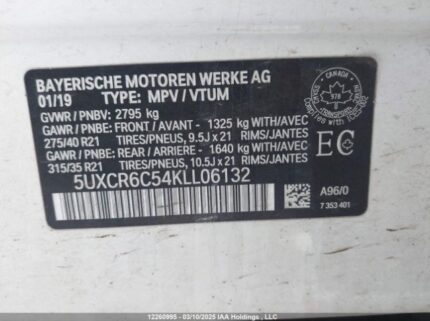 BAYERISCHE MOTOREN WERKE AG
01/19 TYPE: MPV / VTUM
GVWR / PNBV: 2795 kg
GAWR / PNBE: FRONT / AVANT - 1325 kg WITH/AVEC
275/40 R21 TIRES/PNEUS, 9.5J x 21 RIMS/JANTES
GAWR / PNBE: REAR / ARRIERE - 1640 kg WITH/AVEC
315/35 R21 TIRES/PNEUS, 10.5J x 21 RIMS/JANTES
5UXCR6C54KLL06132
CANADA
978
TRANSPORT
EC
A96/0
7 353 401
12260995 - 03/10/2025 IAA Holdings, LLC Copyright